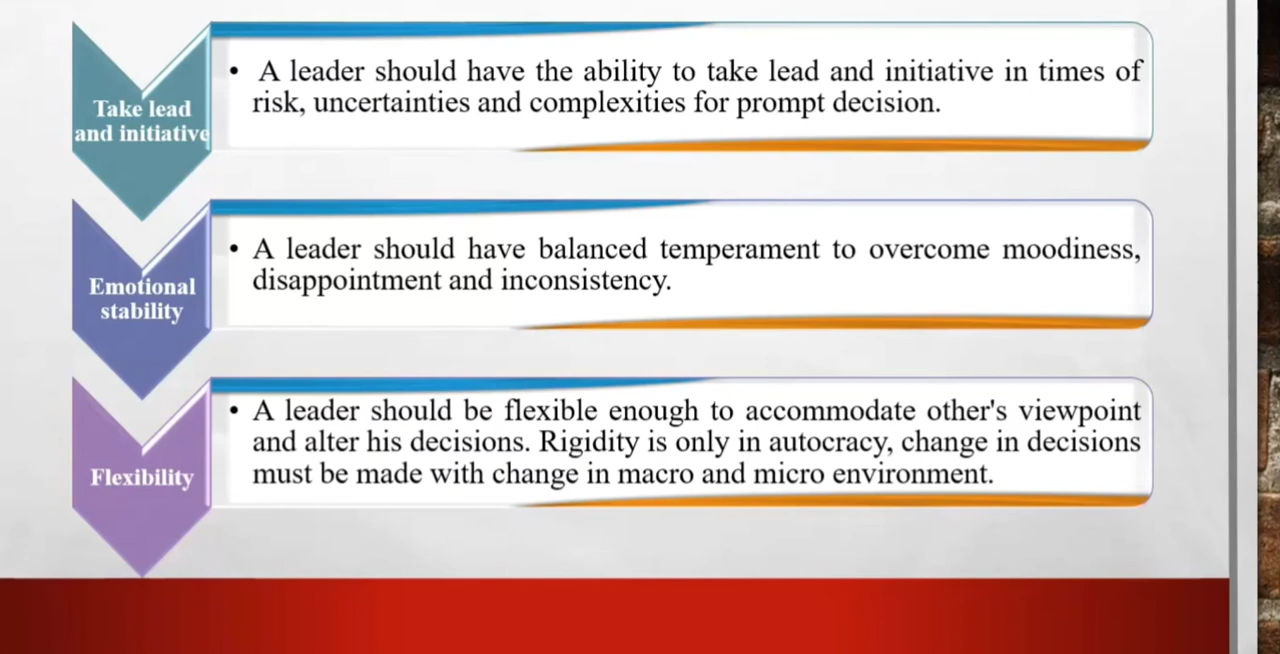 Take lead
and initiative
• A leader should have the ability to take lead and initiative in times of
risk, uncertainties and complexities for prompt decision.
Emotional
stability
• A leader should have balanced temperament to overcome moodiness,
disappointment and inconsistency.
Flexibility
• A leader should be flexible enough to accommodate other's viewpoint
and alter his decisions. Rigidity is only in autocracy, change in decisions
must be made with change in macro and micro environment.